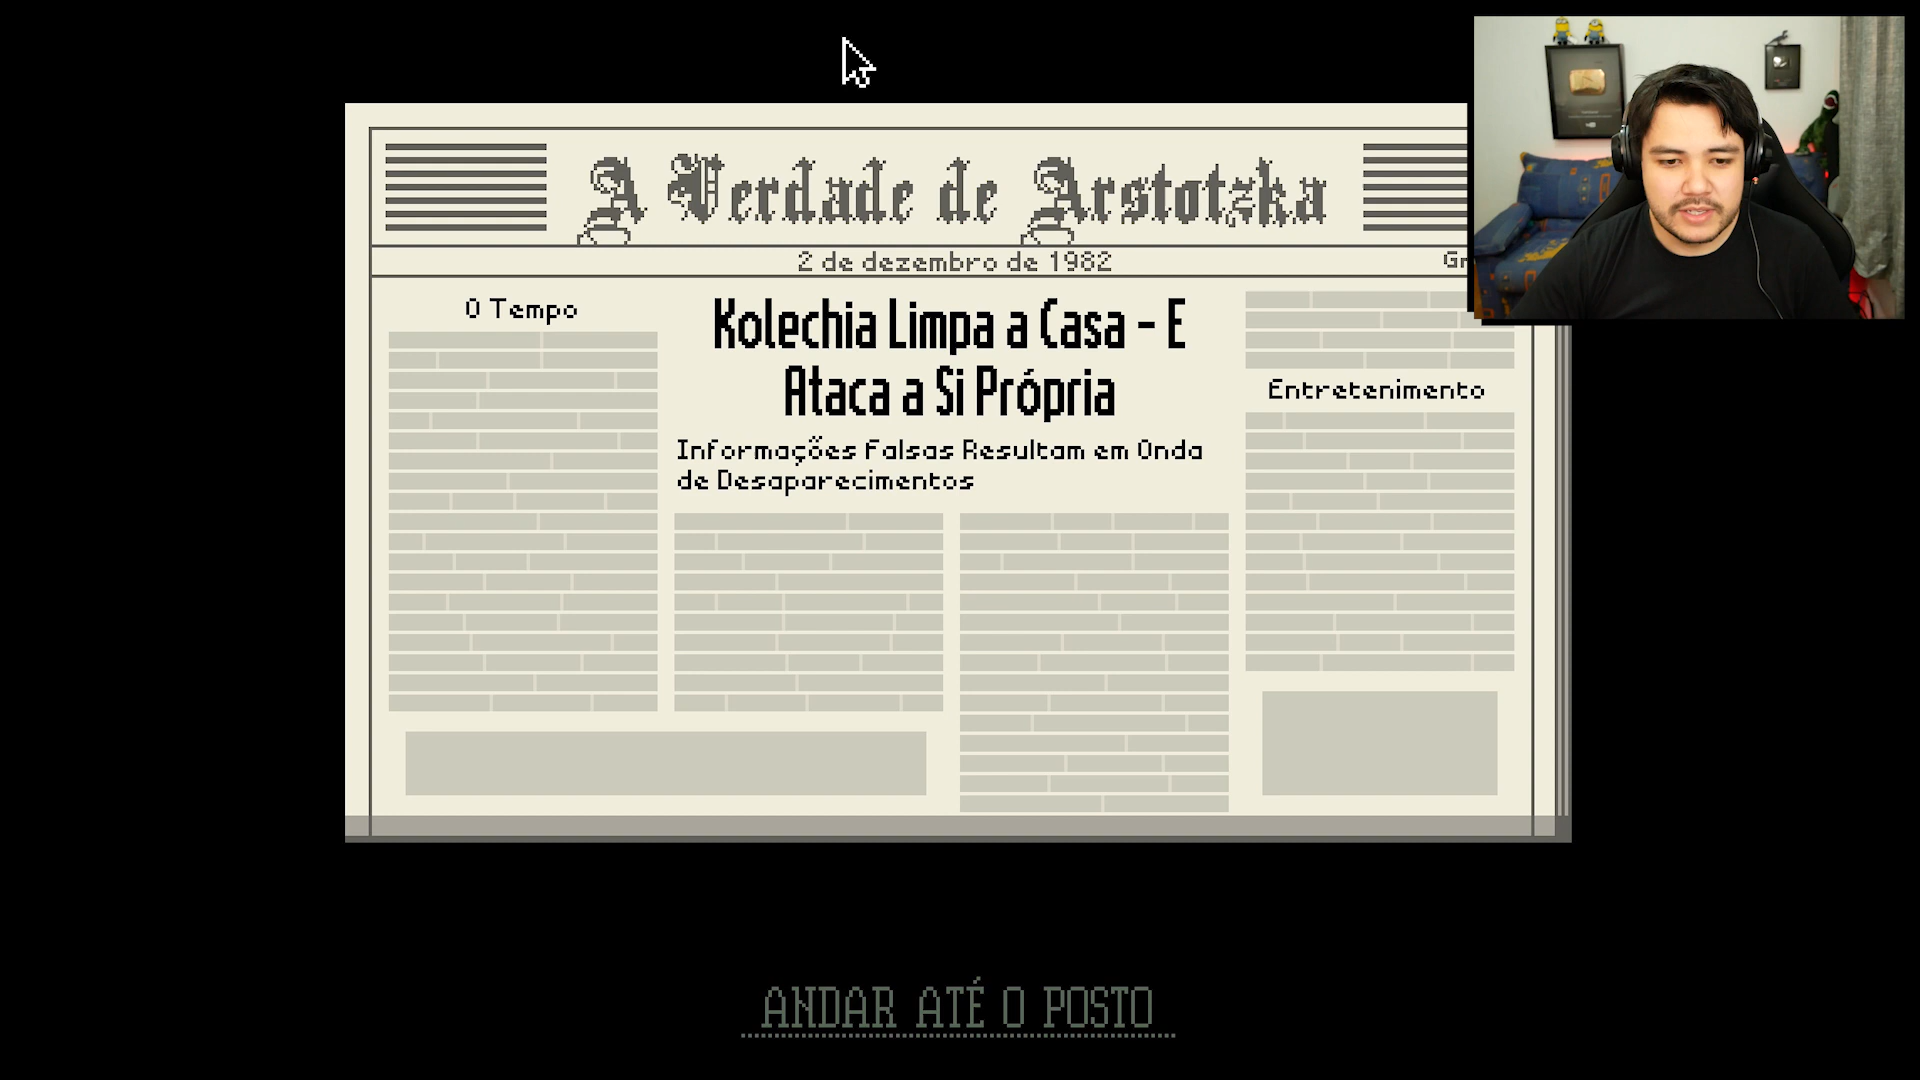 A Verdade de Arstotzka
2 de dezembro de 1982
O Tempo
Kolechia Limpa a Casa - E
Ataca a Si Própria
Informações Falsas Resultam em Onda
de Desaparecimentos
Entretenimento
ANDAR ATÉ O POSTO